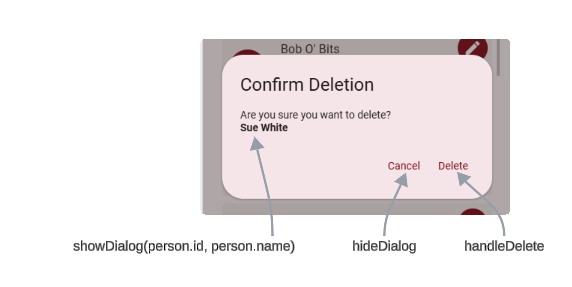 Bob O' Bits
Confirm Deletion
Are you sure you want to delete?
Sue White
Cancel Delete
showDialog(person.id, person.name) hideDialog handleDelete